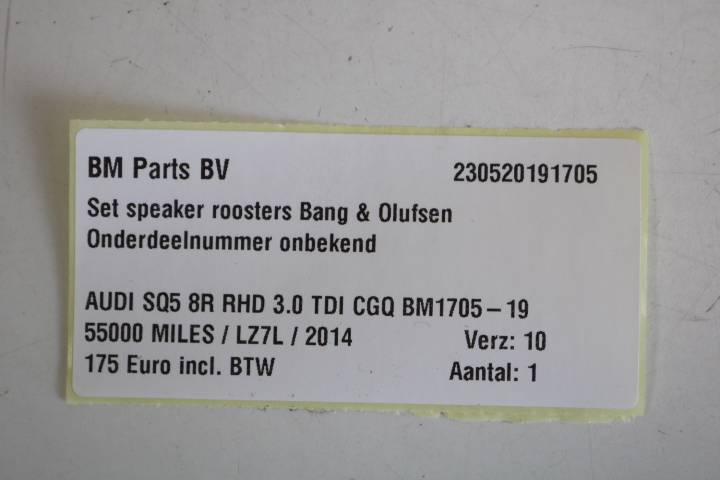 BM Parts BV 230520191705
Set speaker roosters Bang & Olufsen
Onderdeelnummer onbekend
AUDI SQ5 8R RHD 3.0 TDI CGQ BM1705-19
55000 MILES / LZ7L / 2014 Verz: 10
175 Euro incl. BTW Aantal: 1